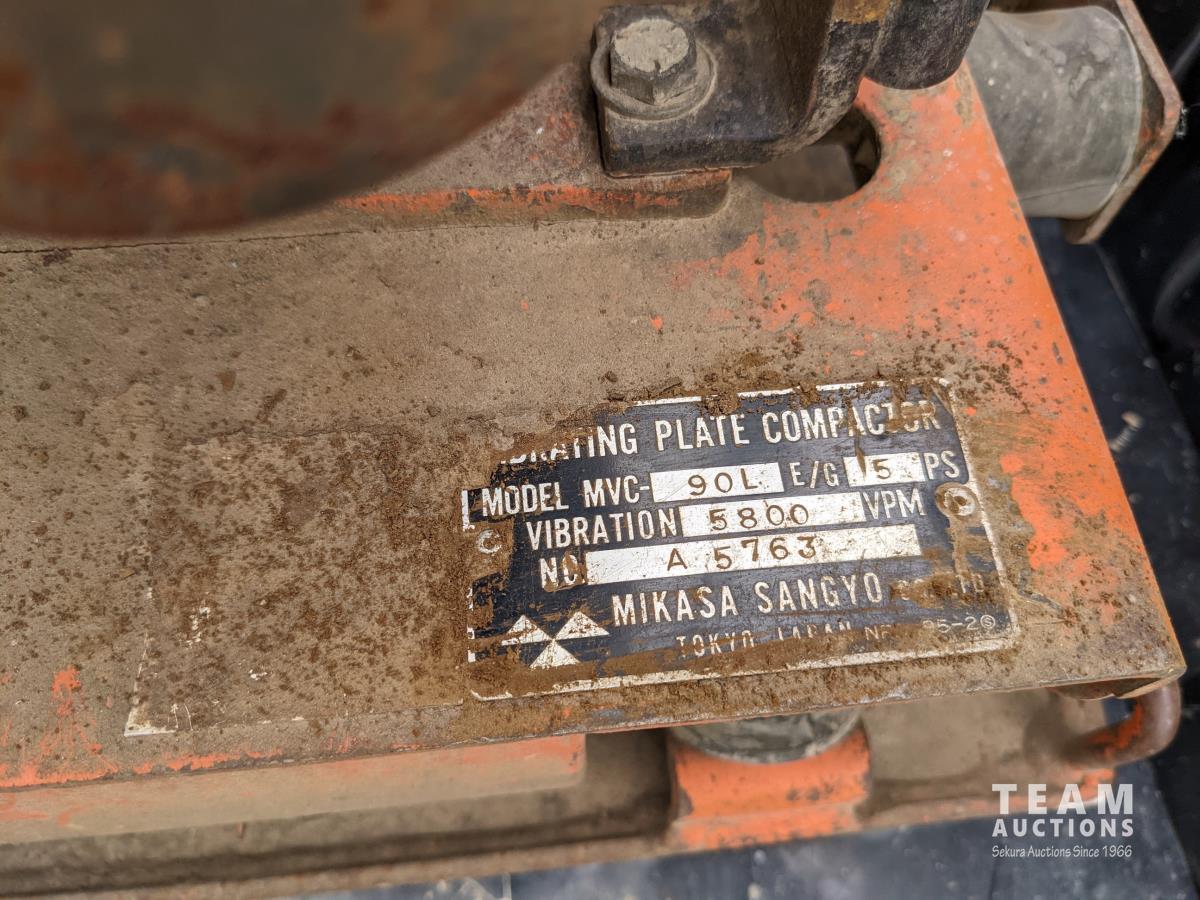 VIBRATING PLATE COMPACTOR
MODEL MVC- 90L E/G 5 PS
VIBRATION 5800 VPM
NO A 5763
MIKASA SANGYO
TOKYO JAPAN
TEAM
AUCTIONS
Sekura Auctions Since 1966